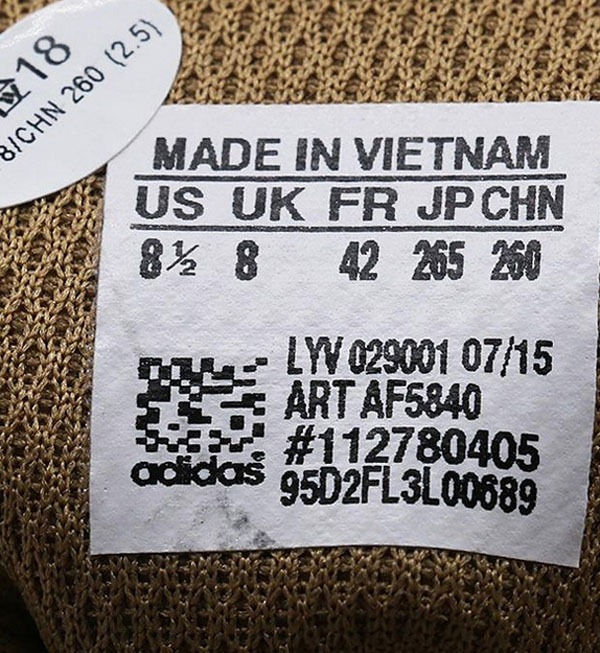 检18
8/CHN 260 (2.5)
MADE IN VIETNAM
US UK FR JP CHN
8½ 8 42 265 260
LYV 029001 07/15
ART AF5840
#112780405
adidas
95D2FL3L00689